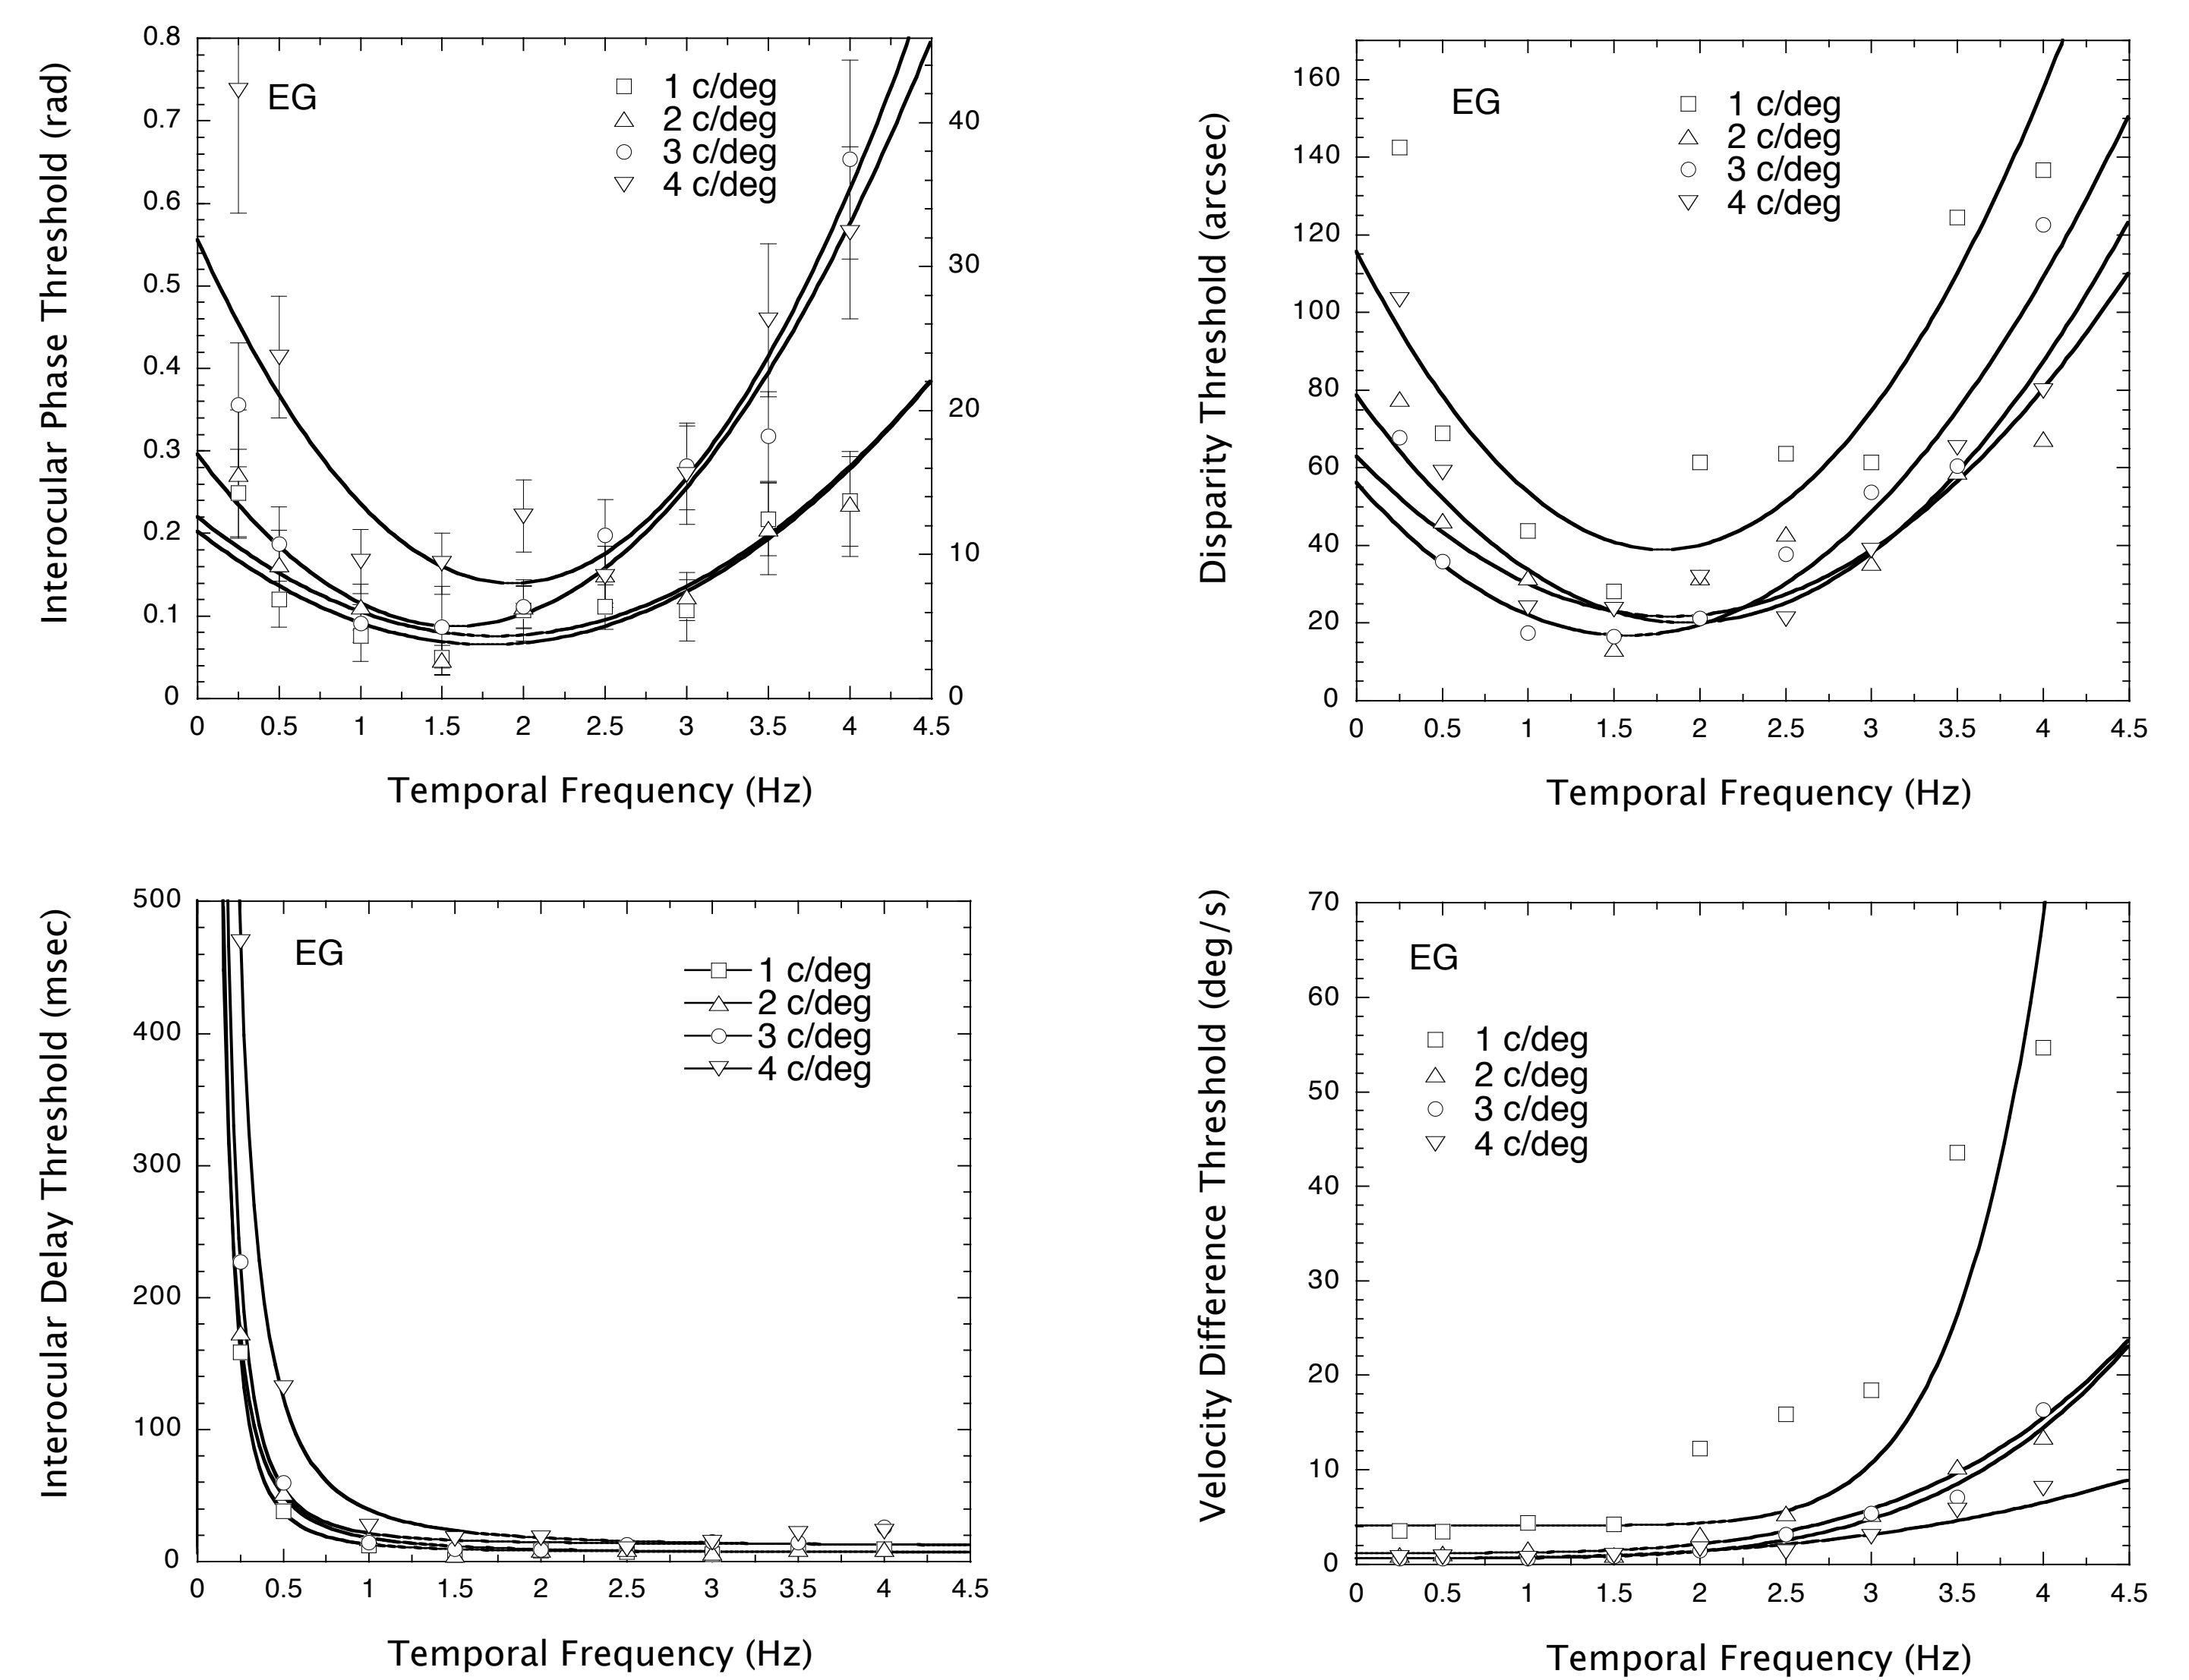 Interocular Phase Threshold (rad)
0.8
0.7
0.6
0.5
0.4
0.3
0.2
0.1
0
EG
1 c/deg
2 c/deg
3 c/deg
4 c/deg
40
30
20
10
0
0 0.5 1 1.5 2 2.5 3 3.5 4 4.5
Temporal Frequency (Hz)
Disparity Threshold (arcsec)
160
140
120
100
80
60
40
20
0
EG
1 c/deg
2 c/deg
3 c/deg
4 c/deg
0 0.5 1 1.5 2 2.5 3 3.5 4 4.5
Temporal Frequency (Hz)
Interocular Delay Threshold (msec)
500
400
300
200
100
0
EG
1 c/deg
2 c/deg
3 c/deg
4 c/deg
0 0.5 1 1.5 2 2.5 3 3.5 4 4.5
Temporal Frequency (Hz)
Velocity Difference Threshold (deg/s)
70
60
50
40
30
20
10
0
EG
1 c/deg
2 c/deg
3 c/deg
4 c/deg
0 0.5 1 1.5 2 2.5 3 3.5 4 4.5
Temporal Frequency (Hz)